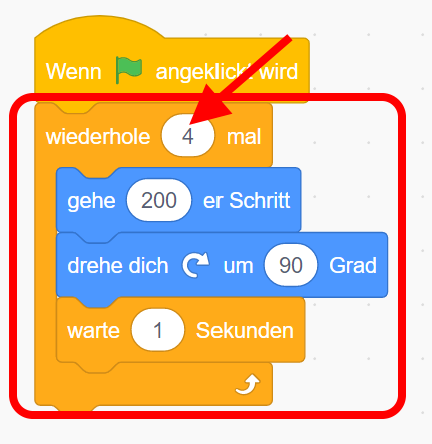 Wenn angeklickt wird
wiederhole 4 mal
gehe 200 er Schritt
drehe dich um 90 Grad
warte 1 Sekunden